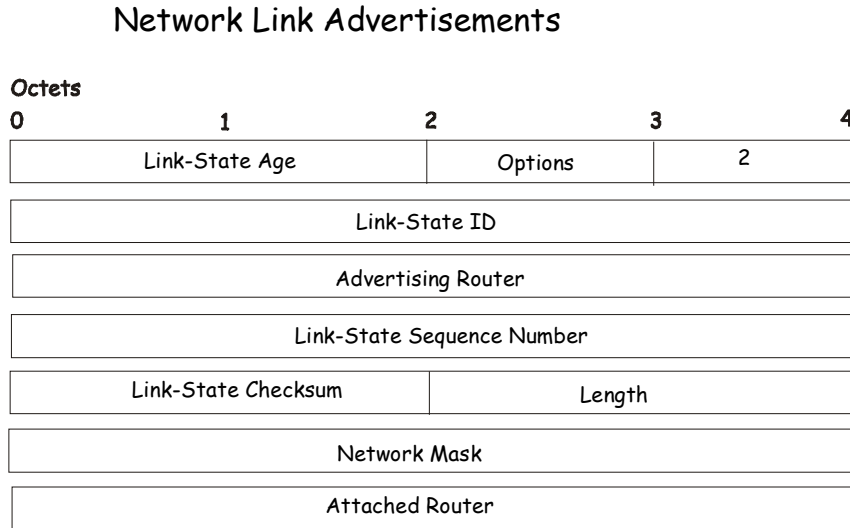 Network Link Advertisements
Octets
0 1 2 3 4
Link-State Age Options 2
Link-State ID
Advertising Router
Link-State Sequence Number
Link-State Checksum Length
Network Mask
Attached Router